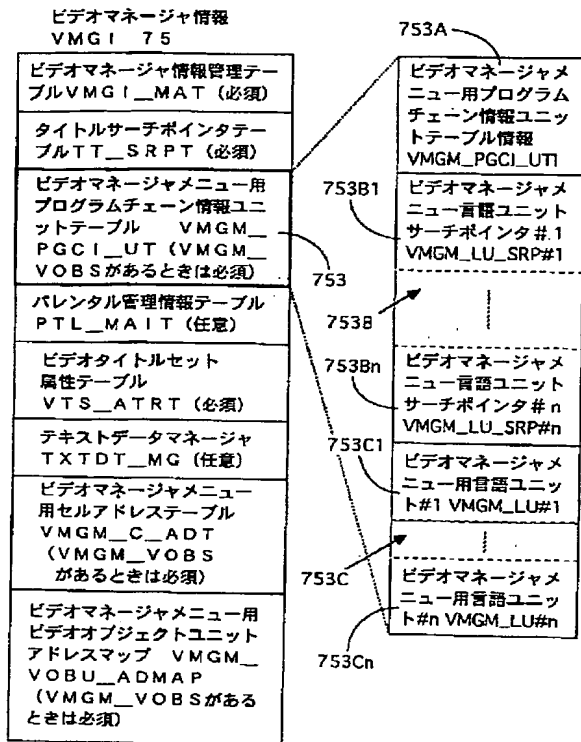 ビデオマネージャ情報
VMGI 75
ビデオマネージャ情報管理テー
ブルVMGI__MAT (必須)
タイトルサーチポインタテー
ブルTT__SRPT (必須)
ビデオマネージャメニュー用
プログラムチェーン情報ユニ
ットテーブル VMGM__
PGCI__UT (VMGM__
VOBSがあるときは必須)
パレンタル管理情報テーブル
PTL__MAIT (任意)
ビデオタイトルセット
属性テーブル
VTS__ATRT (必須)
テキストデータマネージャ
TXTDT__MG (任意)
ビデオマネージャメニュー
用セルアドレステーブル
VMGM__C__ADT
(VMGM__VOBS
があるときは必須)
ビデオマネージャメニュー用
ビデオオブジェクトユニット
アドレスマップ VMGM__
VOBU__ADMAP
(VMGM__VOBSがある
ときは必須)
753
753A
ビデオマネージャメ
ニュー用プログラム
チェーン情報ユニッ
トテーブル情報
VMGM_PGCI_UTI
753B1
ビデオマネージャメ
ニュー言語ユニット
サーチポインタ#.1
VMGM_LU_SRP#1
753B
753Bn
ビデオマネージャメ
ニュー言語ユニット
サーチポインタ#n
VMGM_LU_SRP#n
753C1
ビデオマネージャメ
ニュー用言語ユニッ
ト#1 VMGM_LU#1
753C
ビデオマネージャメ
ニュー用言語ユニッ
ト#n VMGM_LU#n
753Cn